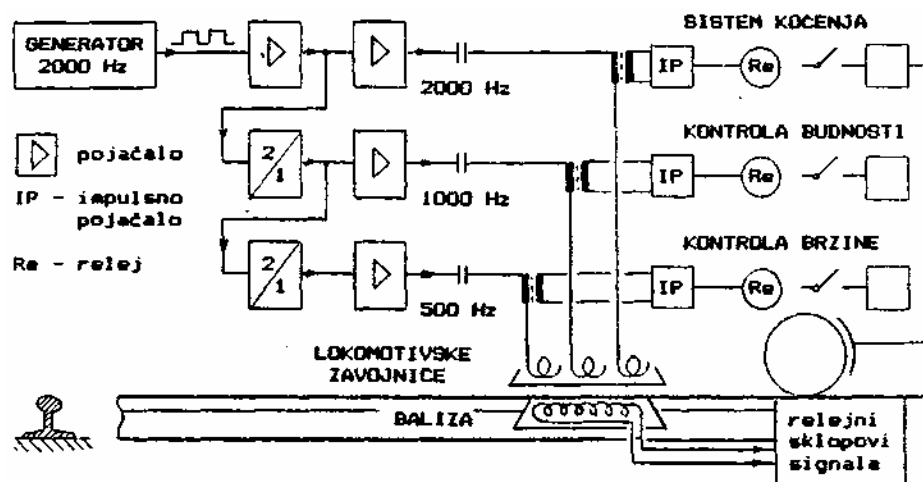 SISTEM KOČENJA
GENERATOR
2000 Hz
IP
Re
2000 Hz
KONTROLA BUDNOSTI
pojačalo
2
1
IP
Re
1000 Hz
IP - impulsno
pojačalo
KONTROLA BRZINE
Re - relej
2
1
IP
Re
500 Hz
LOKOMOTIVSKE
ZAVOJNICE
BALIZA
relejni
sklopovi
signala